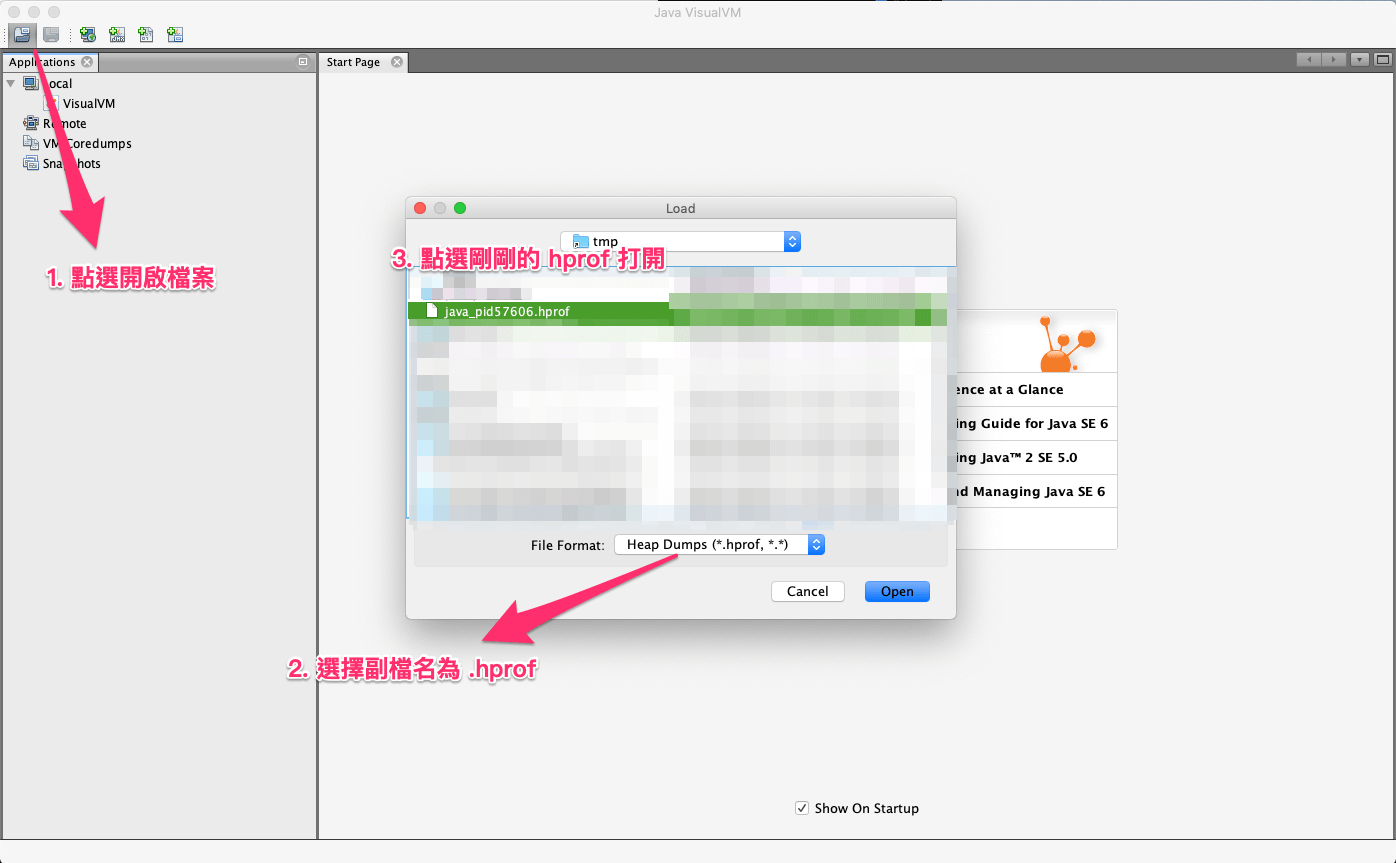 Java VisualVM
Applications
Start Page
Local
VisualVM
Remote
VM Coredumps
Snapshots
1. 點選開啟檔案
Load
tmp
3. 點選剛剛的 hprof 打開
java_pid57606.hprof
ence at a Glance
ing Guide for Java SE 6
ing Java™ 2 SE 5.0
nd Managing Java SE 6
File Format:
Heap Dumps (*.hprof, *.*)
Cancel
Open
2. 選擇副檔名為 .hprof
Show On Startup